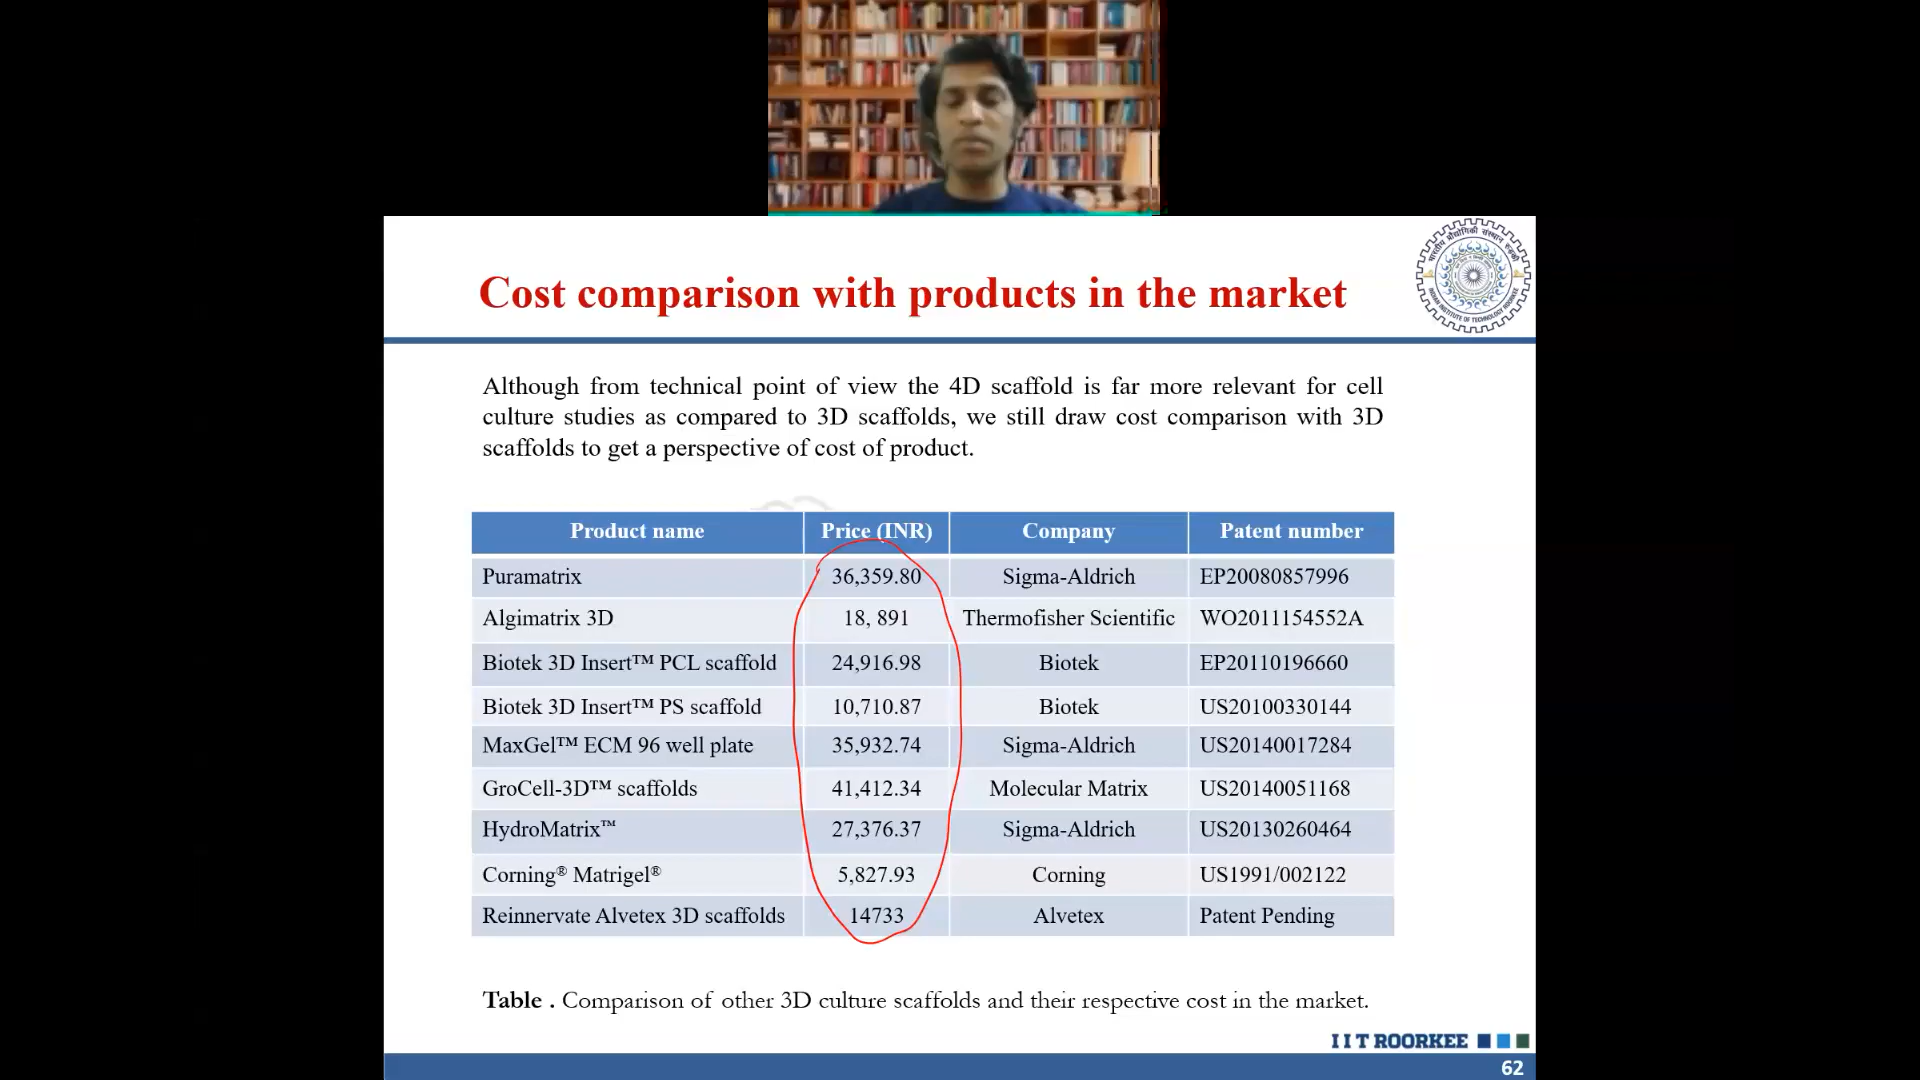 Cost comparison with products in the market
भारतीय प्रौद्योगिकी संस्थान रुड़की
INDIAN INSTITUTE OF TECHNOLOGY ROORKEE
Although from technical point of view the 4D scaffold is far more relevant for cell
culture studies as compared to 3D scaffolds, we still draw cost comparison with 3D
scaffolds to get a perspective of cost of product.
Product name Price (INR) Company Patent number
Puramatrix 36,359.80 Sigma-Aldrich EP20080857996
Algimatrix 3D 18, 891 Thermofisher Scientific WO2011154552A
Biotek 3D Insert™ PCL scaffold 24,916.98 Biotek EP20110196660
Biotek 3D Insert™ PS scaffold 10,710.87 Biotek US20100330144
MaxGel™ ECM 96 well plate 35,932.74 Sigma-Aldrich US20140017284
GroCell-3D™ scaffolds 41,412.34 Molecular Matrix US20140051168
HydroMatrix™ 27,376.37 Sigma-Aldrich US20130260464
Corning® Matrigel® 5,827.93 Corning US1991/002122
Reinnervate Alvetex 3D scaffolds 14733 Alvetex Patent Pending
Table . Comparison of other 3D culture scaffolds and their respective cost in the market.
I I T ROORKEE
62